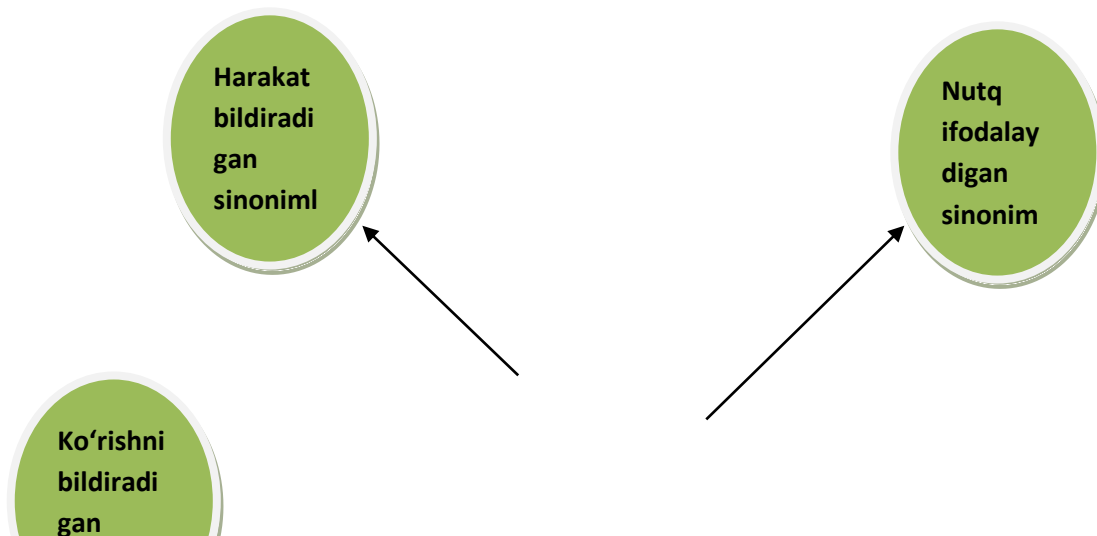 Harakat
bildiradi
gan
sinoniml
Nutq
ifodalay
digan
sinonim
Ko‘rishni
bildiradi
gan